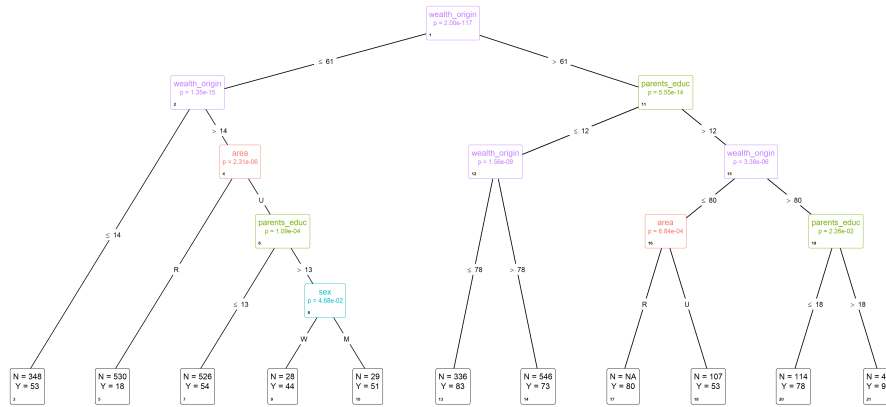 wealth_origin
p = 2.00e-117
1
≤ 61
> 61
wealth_origin
p = 1.35e-15
2
parents_educ
p = 5.55e-14
11
> 14
≤ 12
> 12
area
p = 2.31e-06
4
wealth_origin
p = 1.56e-09
12
wealth_origin
p = 3.38e-06
15
U
≤ 80
> 80
parents_educ
p = 1.09e-04
6
area
p = 6.84e-04
16
parents_educ
p = 2.28e-02
19
≤ 14
R
> 13
≤ 78
> 78
sex
p = 4.68e-02
8
≤ 13
R
U
≤ 18
> 18
W
M
N = 348
Y = 53
3
N = 530
Y = 18
5
N = 526
Y = 54
7
N = 28
Y = 44
9
N = 29
Y = 51
10
N = 336
Y = 83
13
N = 546
Y = 73
14
N = NA
Y = 80
17
N = 107
Y = 53
18
N = 114
Y = 78
20
N = 4
Y = 9
21